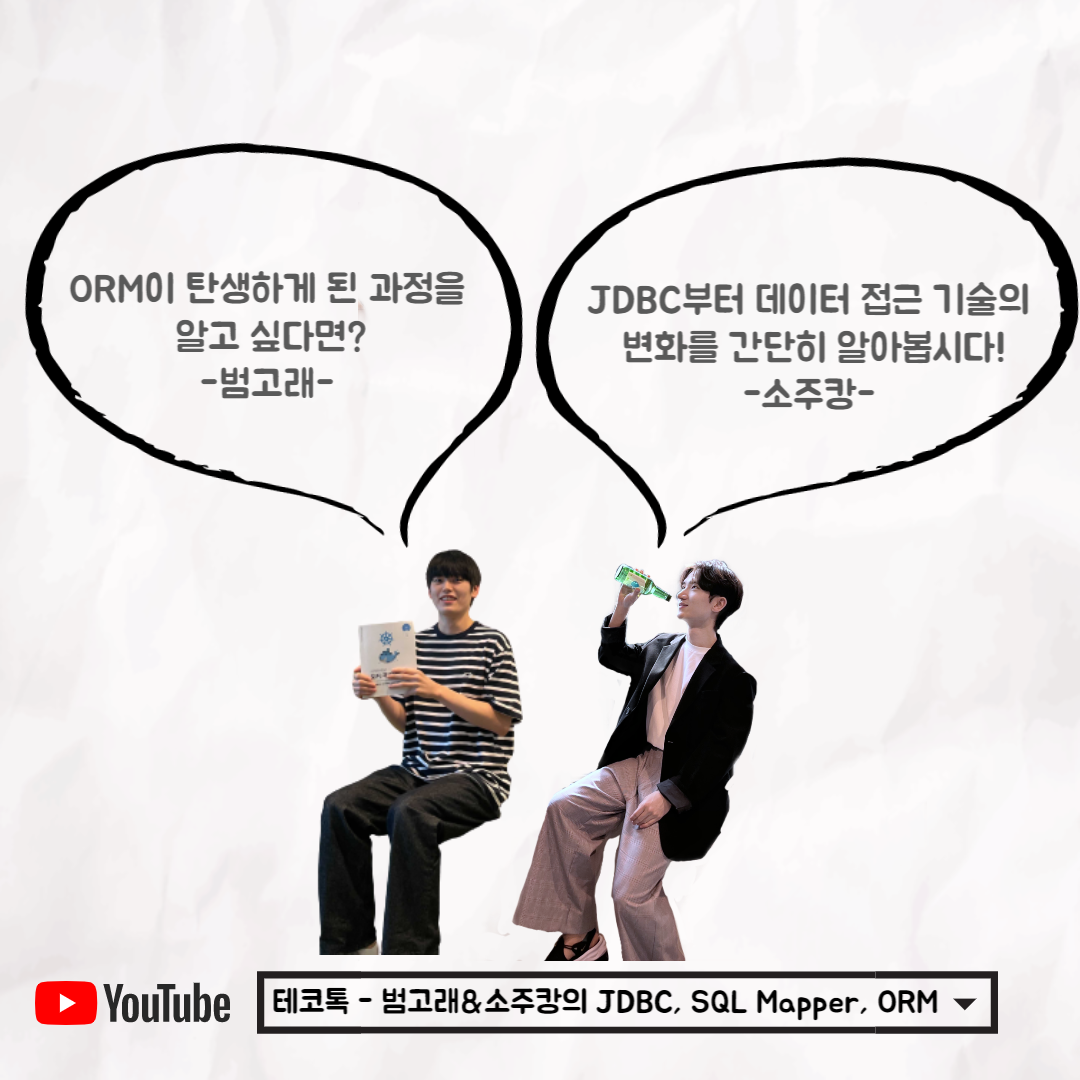 ORM이 탄생하게 된 과정을
알고 싶다면?
-범고래-
JDBC부터 데이터 접근 기술의
변화를 간단히 알아봅시다!
-소주캉-
YouTube
테코톡 - 범고래&소주캉의 JDBC, SQL Mapper, ORM